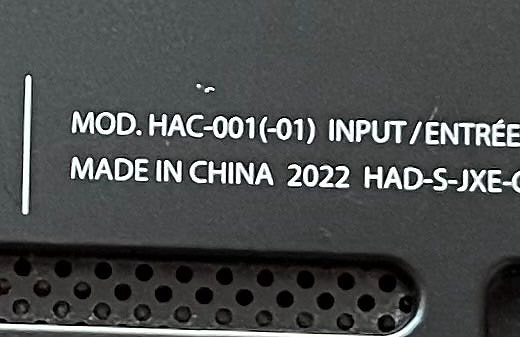 MOD. HAC-001(-01) INPUT/ENTRÉE
MADE IN CHINA 2022 HAD-S-JXE-